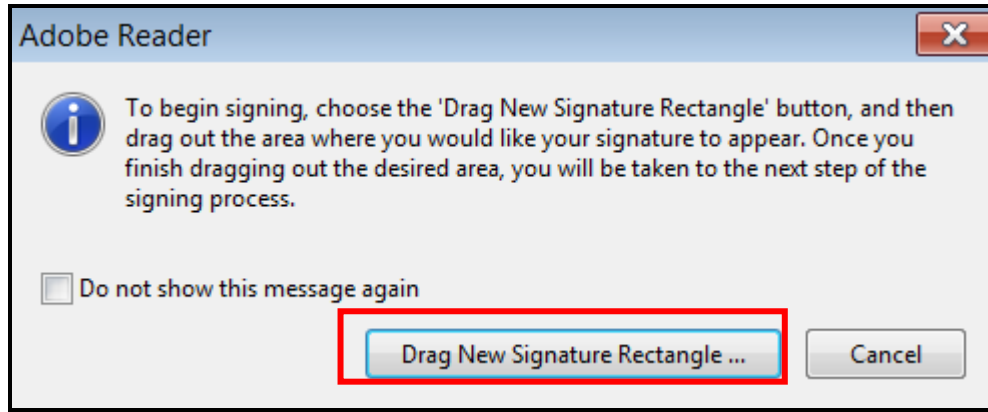 Adobe Reader
To begin signing, choose the 'Drag New Signature Rectangle' button, and then
drag out the area where you would like your signature to appear. Once you
finish dragging out the desired area, you will be taken to the next step of the
signing process.
Do not show this message again
Drag New Signature Rectangle ...
Cancel